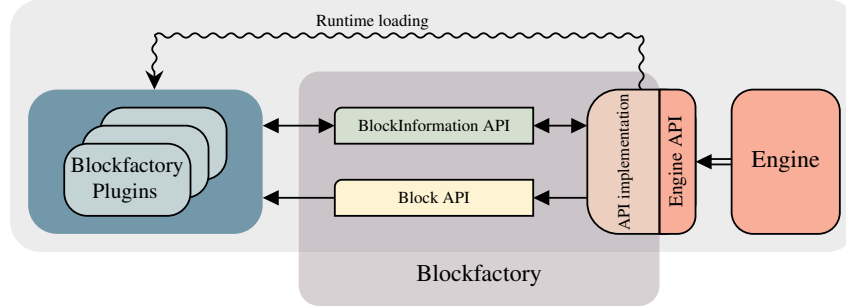 Runtime loading
BlockInformation API
Blockfactory
Plugins
Block API
API implementation
Engine API
Engine
Blockfactory